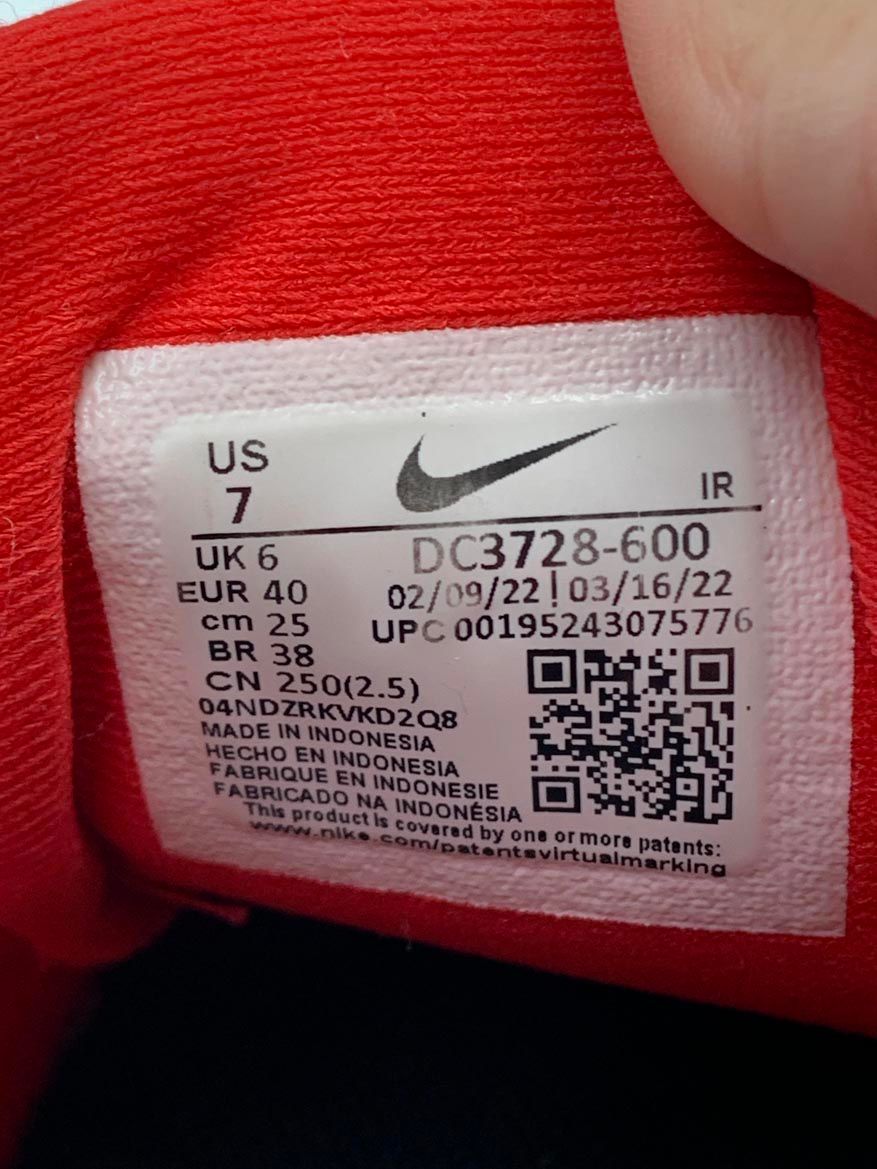 US
7
IR
UK 6
EUR 40
cm 25
BR 38
CN 250(2.5)
DC3728-600
02/09/22 | 03/16/22
UPC 00195243075776
04NDZRKVKD2Q8
MADE IN INDONESIA
HECHO EN INDONESIA
FABRIQUE EN INDONESIE
FABRICADO NA INDONÉSIA
This product is covered by one or more patents:
www.nike.com/patentsvirtualmarking